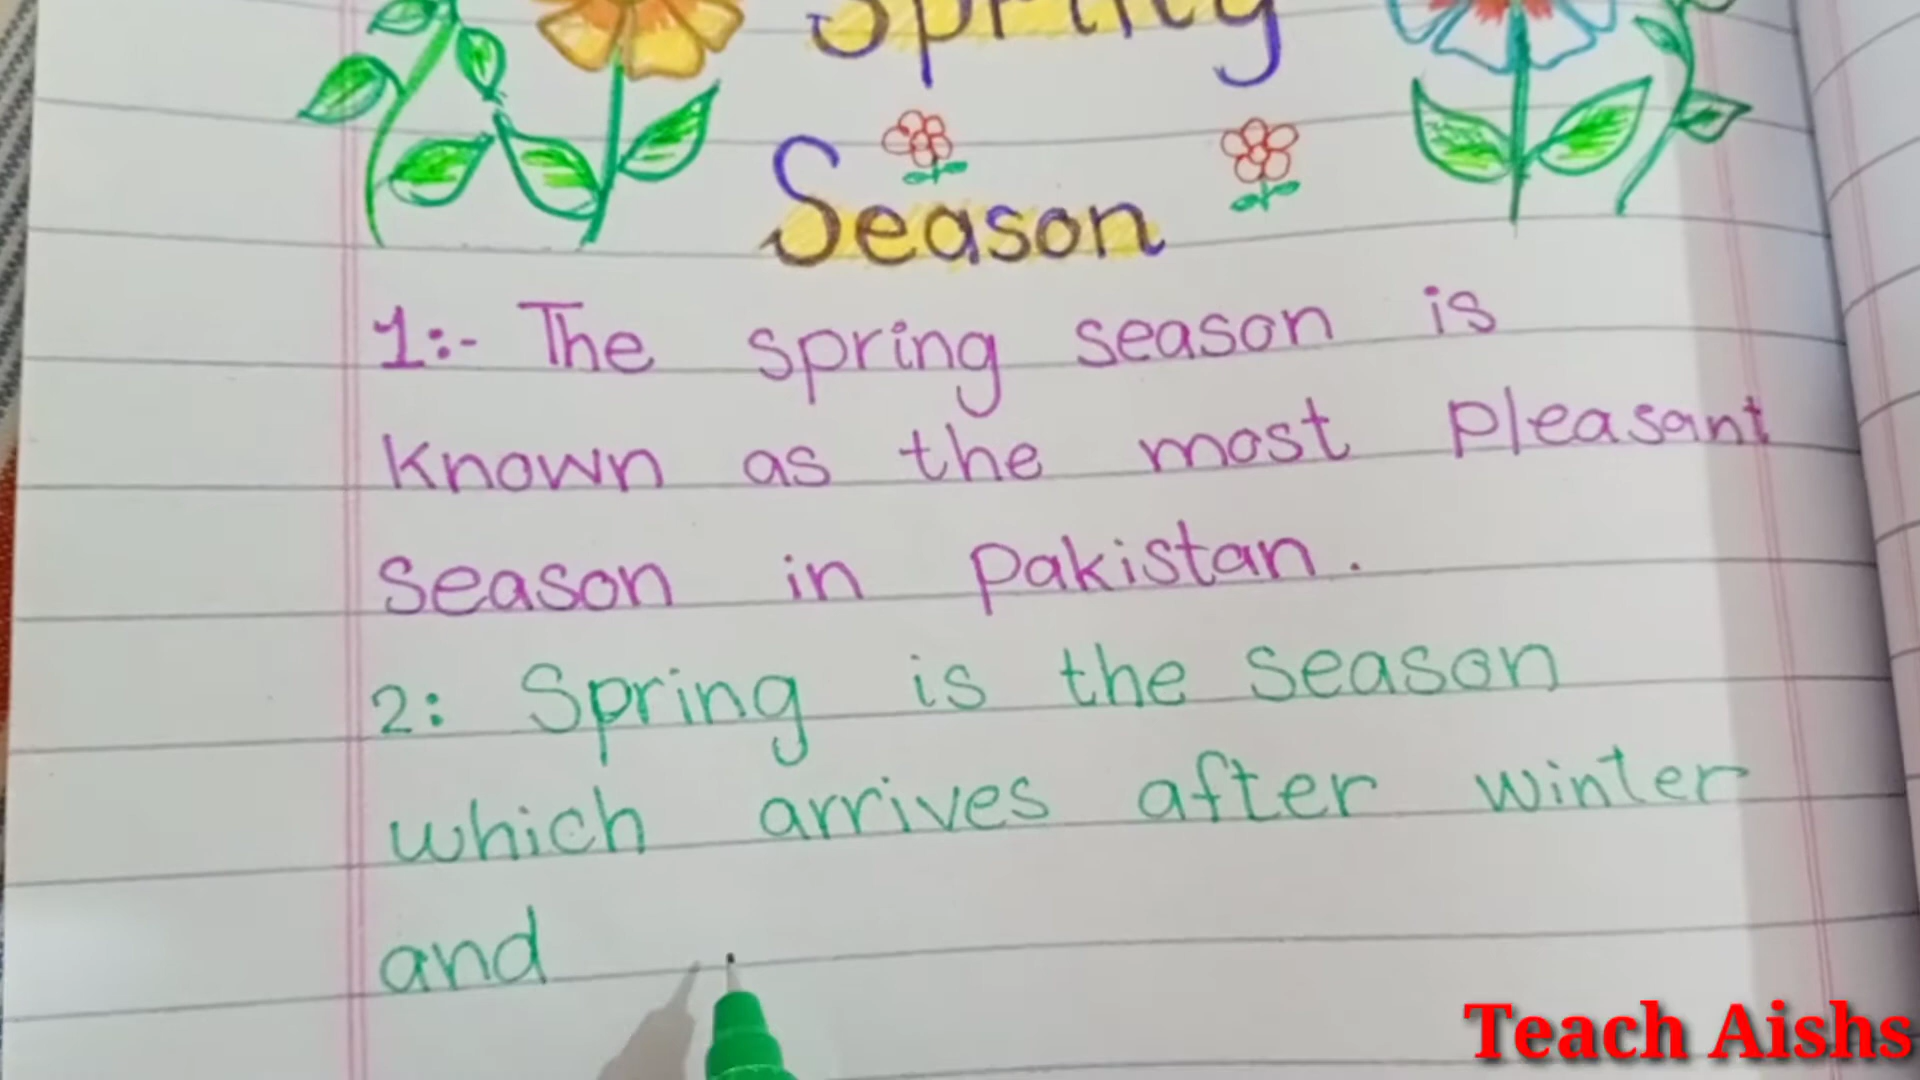 Spring
Season
1:- The spring season is
known as the most pleasant
season in pakistan.
2: Spring is the season
which arrives after winter
and
Teach Aishs